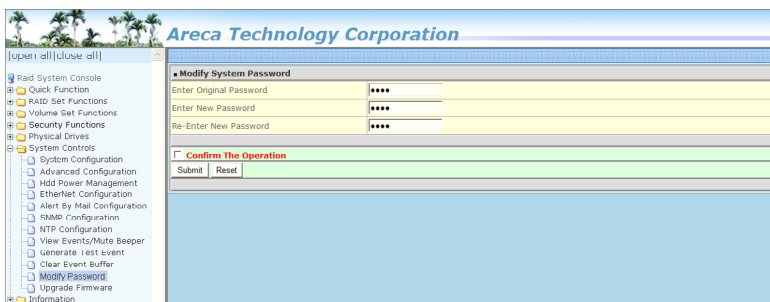 Areca Technology Corporation
|open all|close all|
Raid System Console
Quick Function
RAID Set Functions
Volume Set Functions
Security Functions
Physical Drives
System Controls
System Configuration
Advanced Configuration
Hdd Power Management
EtherNet Configuration
Alert By Mail Configuration
SNMP Configuration
NTP Configuration
View Events/Mute Beeper
Generate Test Event
Clear Event Buffer
Modify Password
Upgrade Firmware
Information
Modify System Password
Enter Original Password ••••
Enter New Password ••••
Re-Enter New Password ••••
Confirm The Operation
Submit Reset